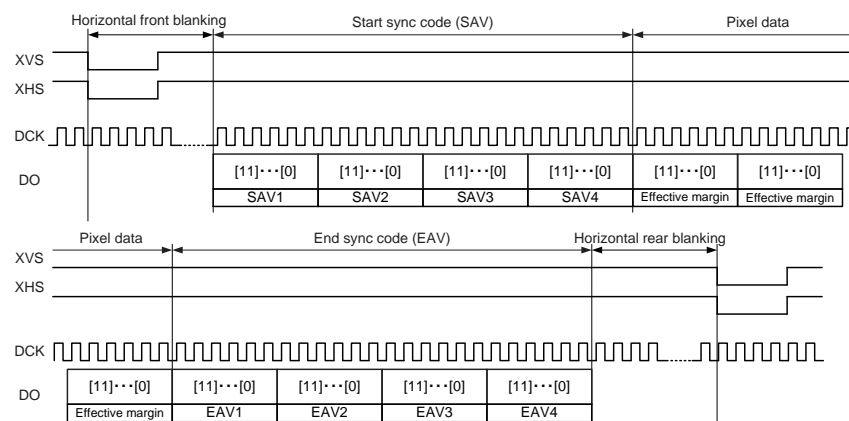 Horizontal front blanking Start sync code (SAV) Pixel data
XVS
XHS
DCK
DO [11]···[0] [11]···[0] [11]···[0] [11]···[0] [11]···[0] [11]···[0]
SAV1 SAV2 SAV3 SAV4 Effective margin Effective margin
Pixel data End sync code (EAV) Horizontal rear blanking
XVS
XHS
DCK
DO [11]···[0] [11]···[0] [11]···[0] [11]···[0] [11]···[0]
Effective margin EAV1 EAV2 EAV3 EAV4